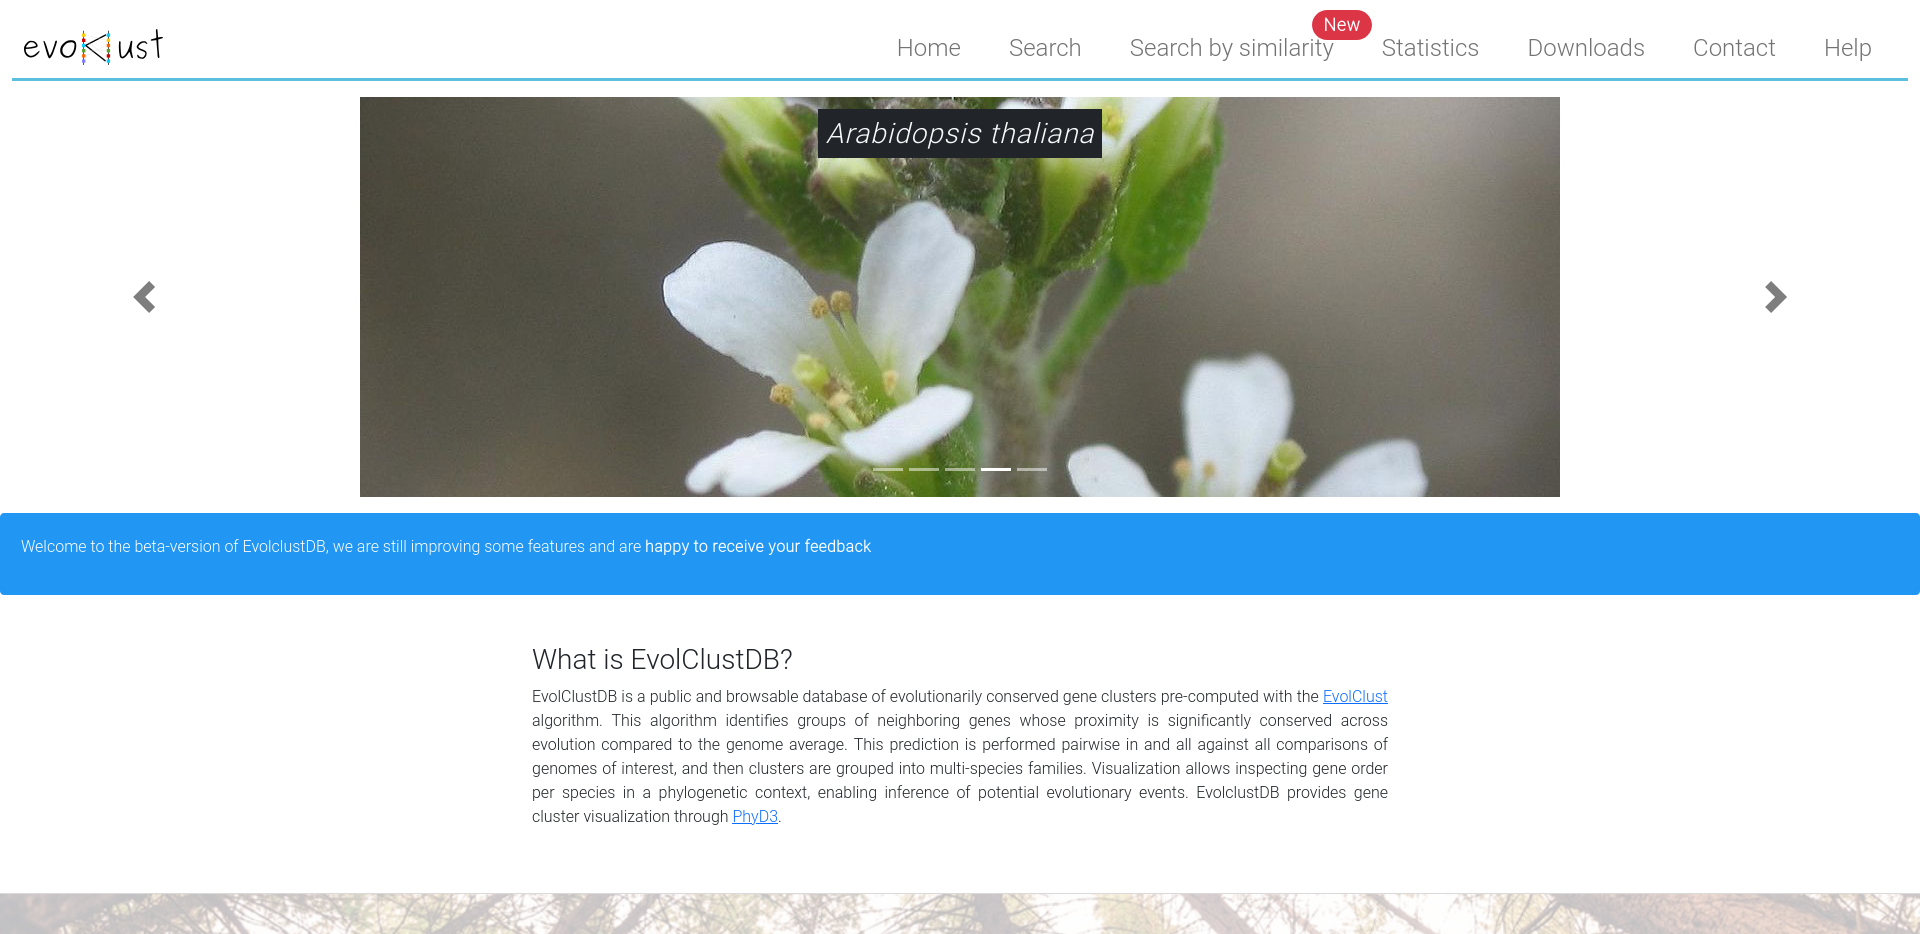 evoKlust
New
Home Search Search by similarity Statistics Downloads Contact Help
Arabidopsis thaliana
Welcome to the beta-version of EvolclustDB, we are still improving some features and are happy to receive your feedback
What is EvolClustDB?
EvolClustDB is a public and browsable database of evolutionarily conserved gene clusters pre-computed with the EvolClust
algorithm. This algorithm identifies groups of neighboring genes whose proximity is significantly conserved across
evolution compared to the genome average. This prediction is performed pairwise in and all against all comparisons of
genomes of interest, and then clusters are grouped into multi-species families. Visualization allows inspecting gene order
per species in a phylogenetic context, enabling inference of potential evolutionary events. EvolclustDB provides gene
cluster visualization through PhyD3.